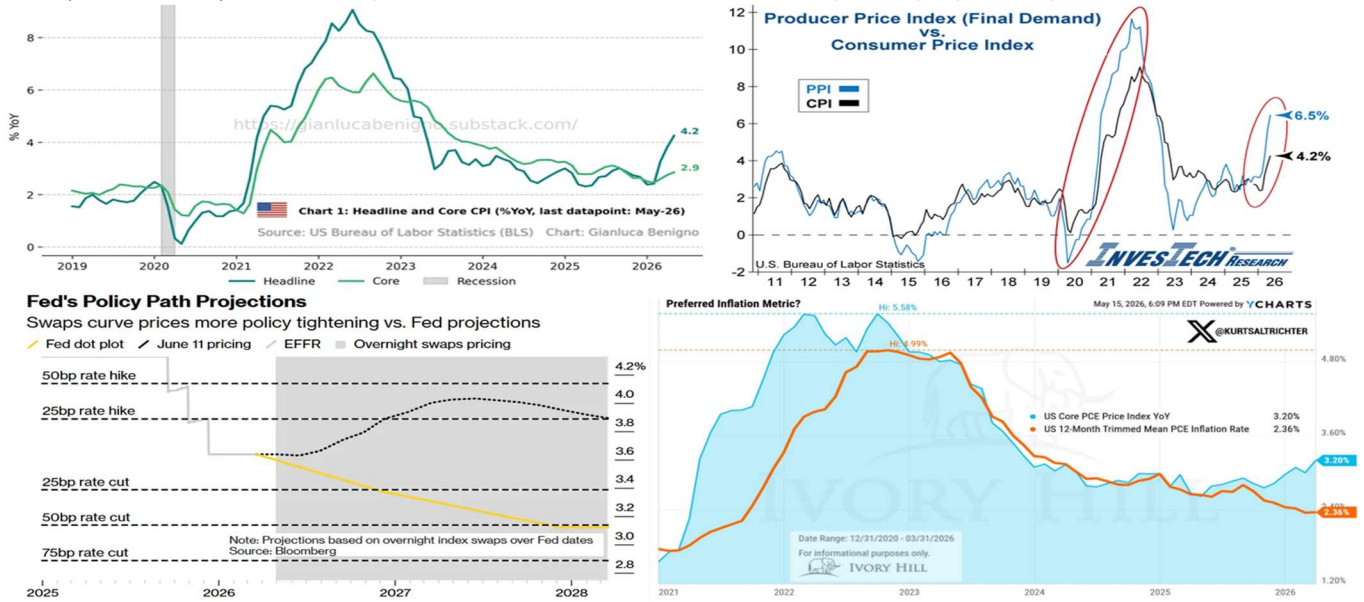 8
6
4
2
0
% YoY
https://gianlucabenigno.substack.com/
4.2
2.9
Chart 1: Headline and Core CPI (%YoY, last datapoint: May-26)
Source: US Bureau of Labor Statistics (BLS) Chart: Gianluca Benigno
2019 2020 2021 2022 2023 2024 2025 2026
Headline Core Recession
Producer Price Index (Final Demand)
vs.
Consumer Price Index
PPI
CPI
12
10
8
6
4
2
0
-2
6.5%
4.2%
U.S. Bureau of Labor Statistics
INVESTECH RESEARCH
11 12 13 14 15 16 17 18 19 20 21 22 23 24 25 26
Fed's Policy Path Projections
Swaps curve prices more policy tightening vs. Fed projections
Fed dot plot June 11 pricing EFFR Overnight swaps pricing
50bp rate hike
25bp rate hike
25bp rate cut
50bp rate cut
75bp rate cut
4.2%
4.0
3.8
3.6
3.4
3.2
3.0
2.8
Note: Projections based on overnight index swaps over Fed dates
Source: Bloomberg
2025 2026 2027 2028
Preferred Inflation Metric?
May 15, 2026, 6:09 PM EDT Powered by YCHARTS
Hi: 5.58%
@KURTSALTRICHTER
Hi: 4.99%
4.80%
US Core PCE Price Index YoY 3.20%
US 12-Month Trimmed Mean PCE Inflation Rate 2.36%
3.60%
3.20%
2.40%
2.36%
1.20%
IVORY HILL
Date Range: 12/31/2020 - 03/31/2026
For informational purposes only.
IVORY HILL
2021 2022 2023 2024 2025 2026